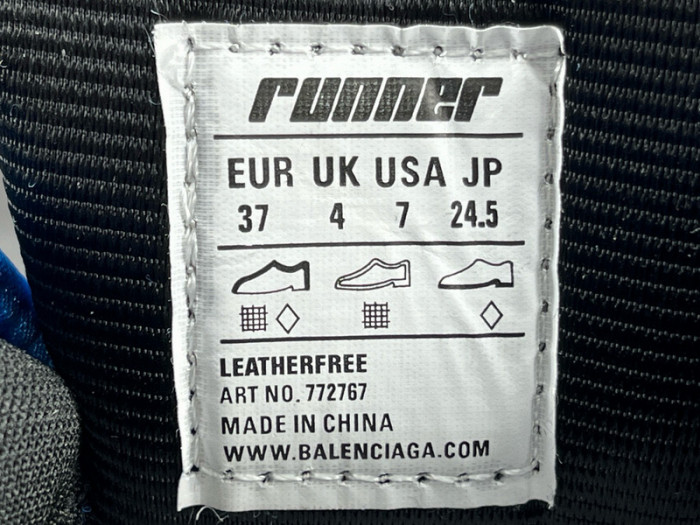 runner
EUR UK USA JP
37 4 7 24.5
LEATHERFREE
ART NO. 772767
MADE IN CHINA
WWW.BALENCIAGA.COM